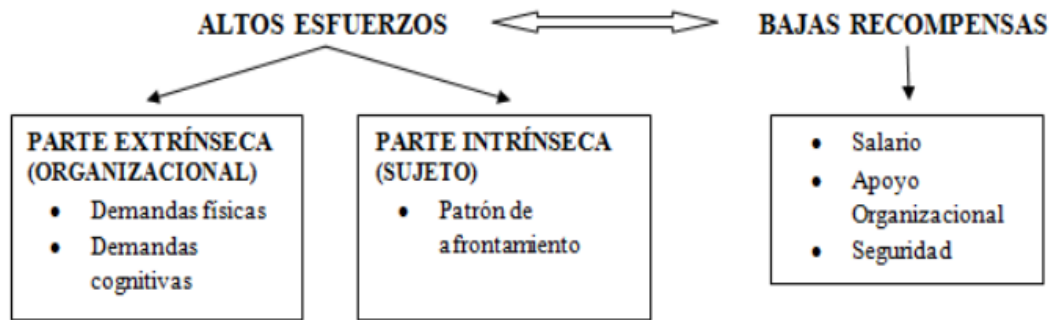 ALTOS ESFUERZOS
BAJAS RECOMPENSAS
PARTE EXTRÍNSECA
(ORGANIZACIONAL)
• Demandas físicas
• Demandas
cognitivas
PARTE INTRÍNSECA
(SUJETO)
• Patrón de
afrontamiento
• Salario
• Apoyo
Organizacional
• Seguridad